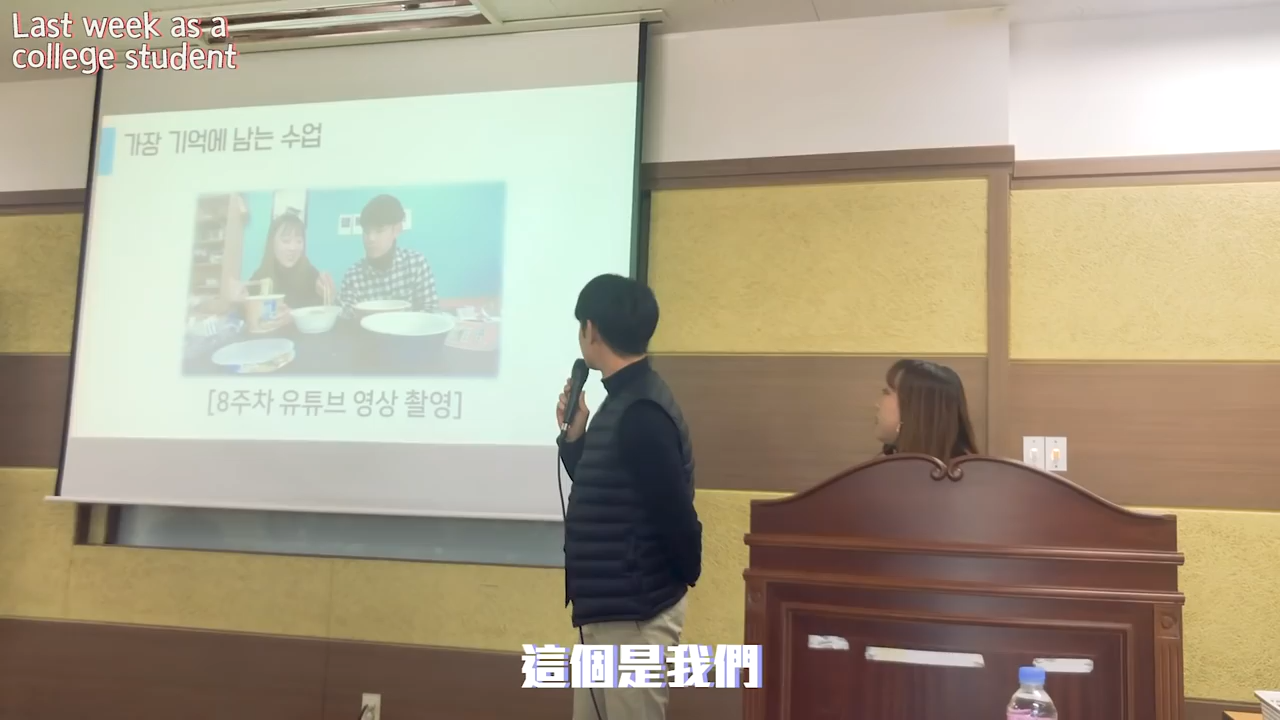 Last week as a
college student
가장 기억에 남는 수업
[8주차 유튜브 영상 촬영]
這個是我們